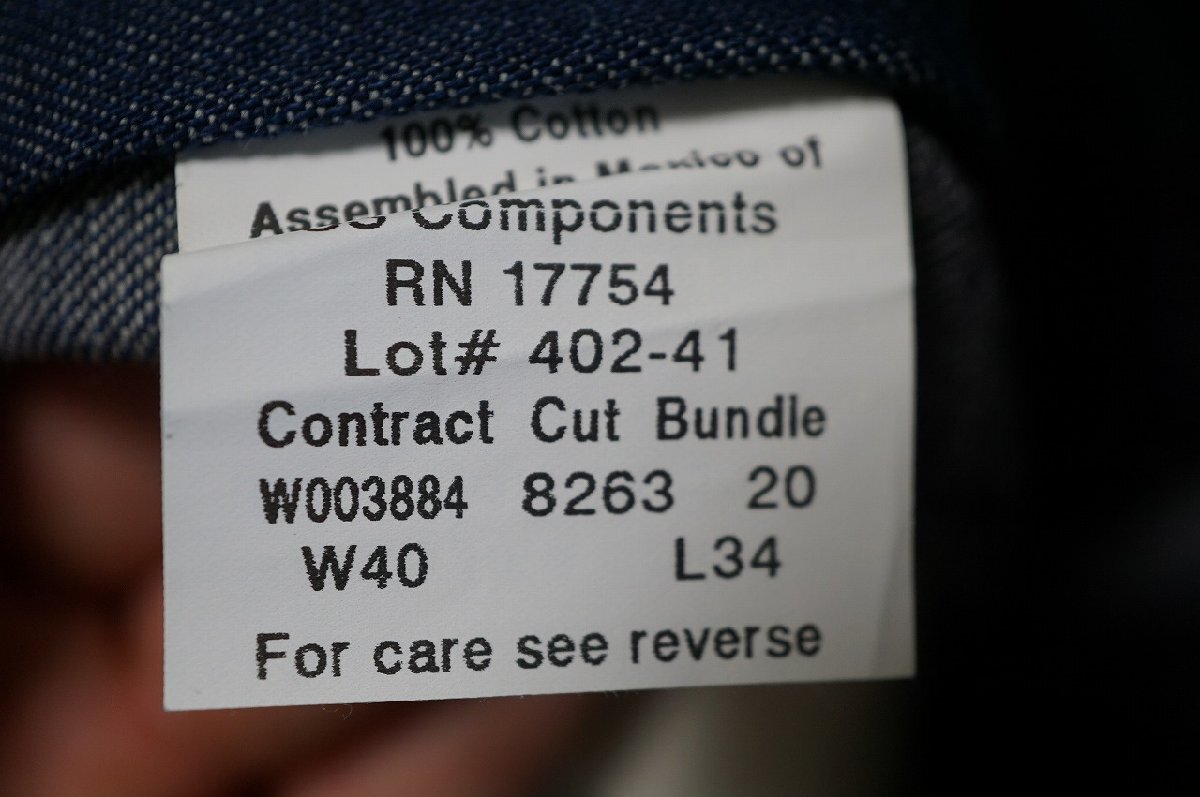 100% Cotton
Assembled in Mexico of
Components
RN 17754
Lot# 402-41
Contract Cut Bundle
W003884 8263 20
W40 L34
For care see reverse